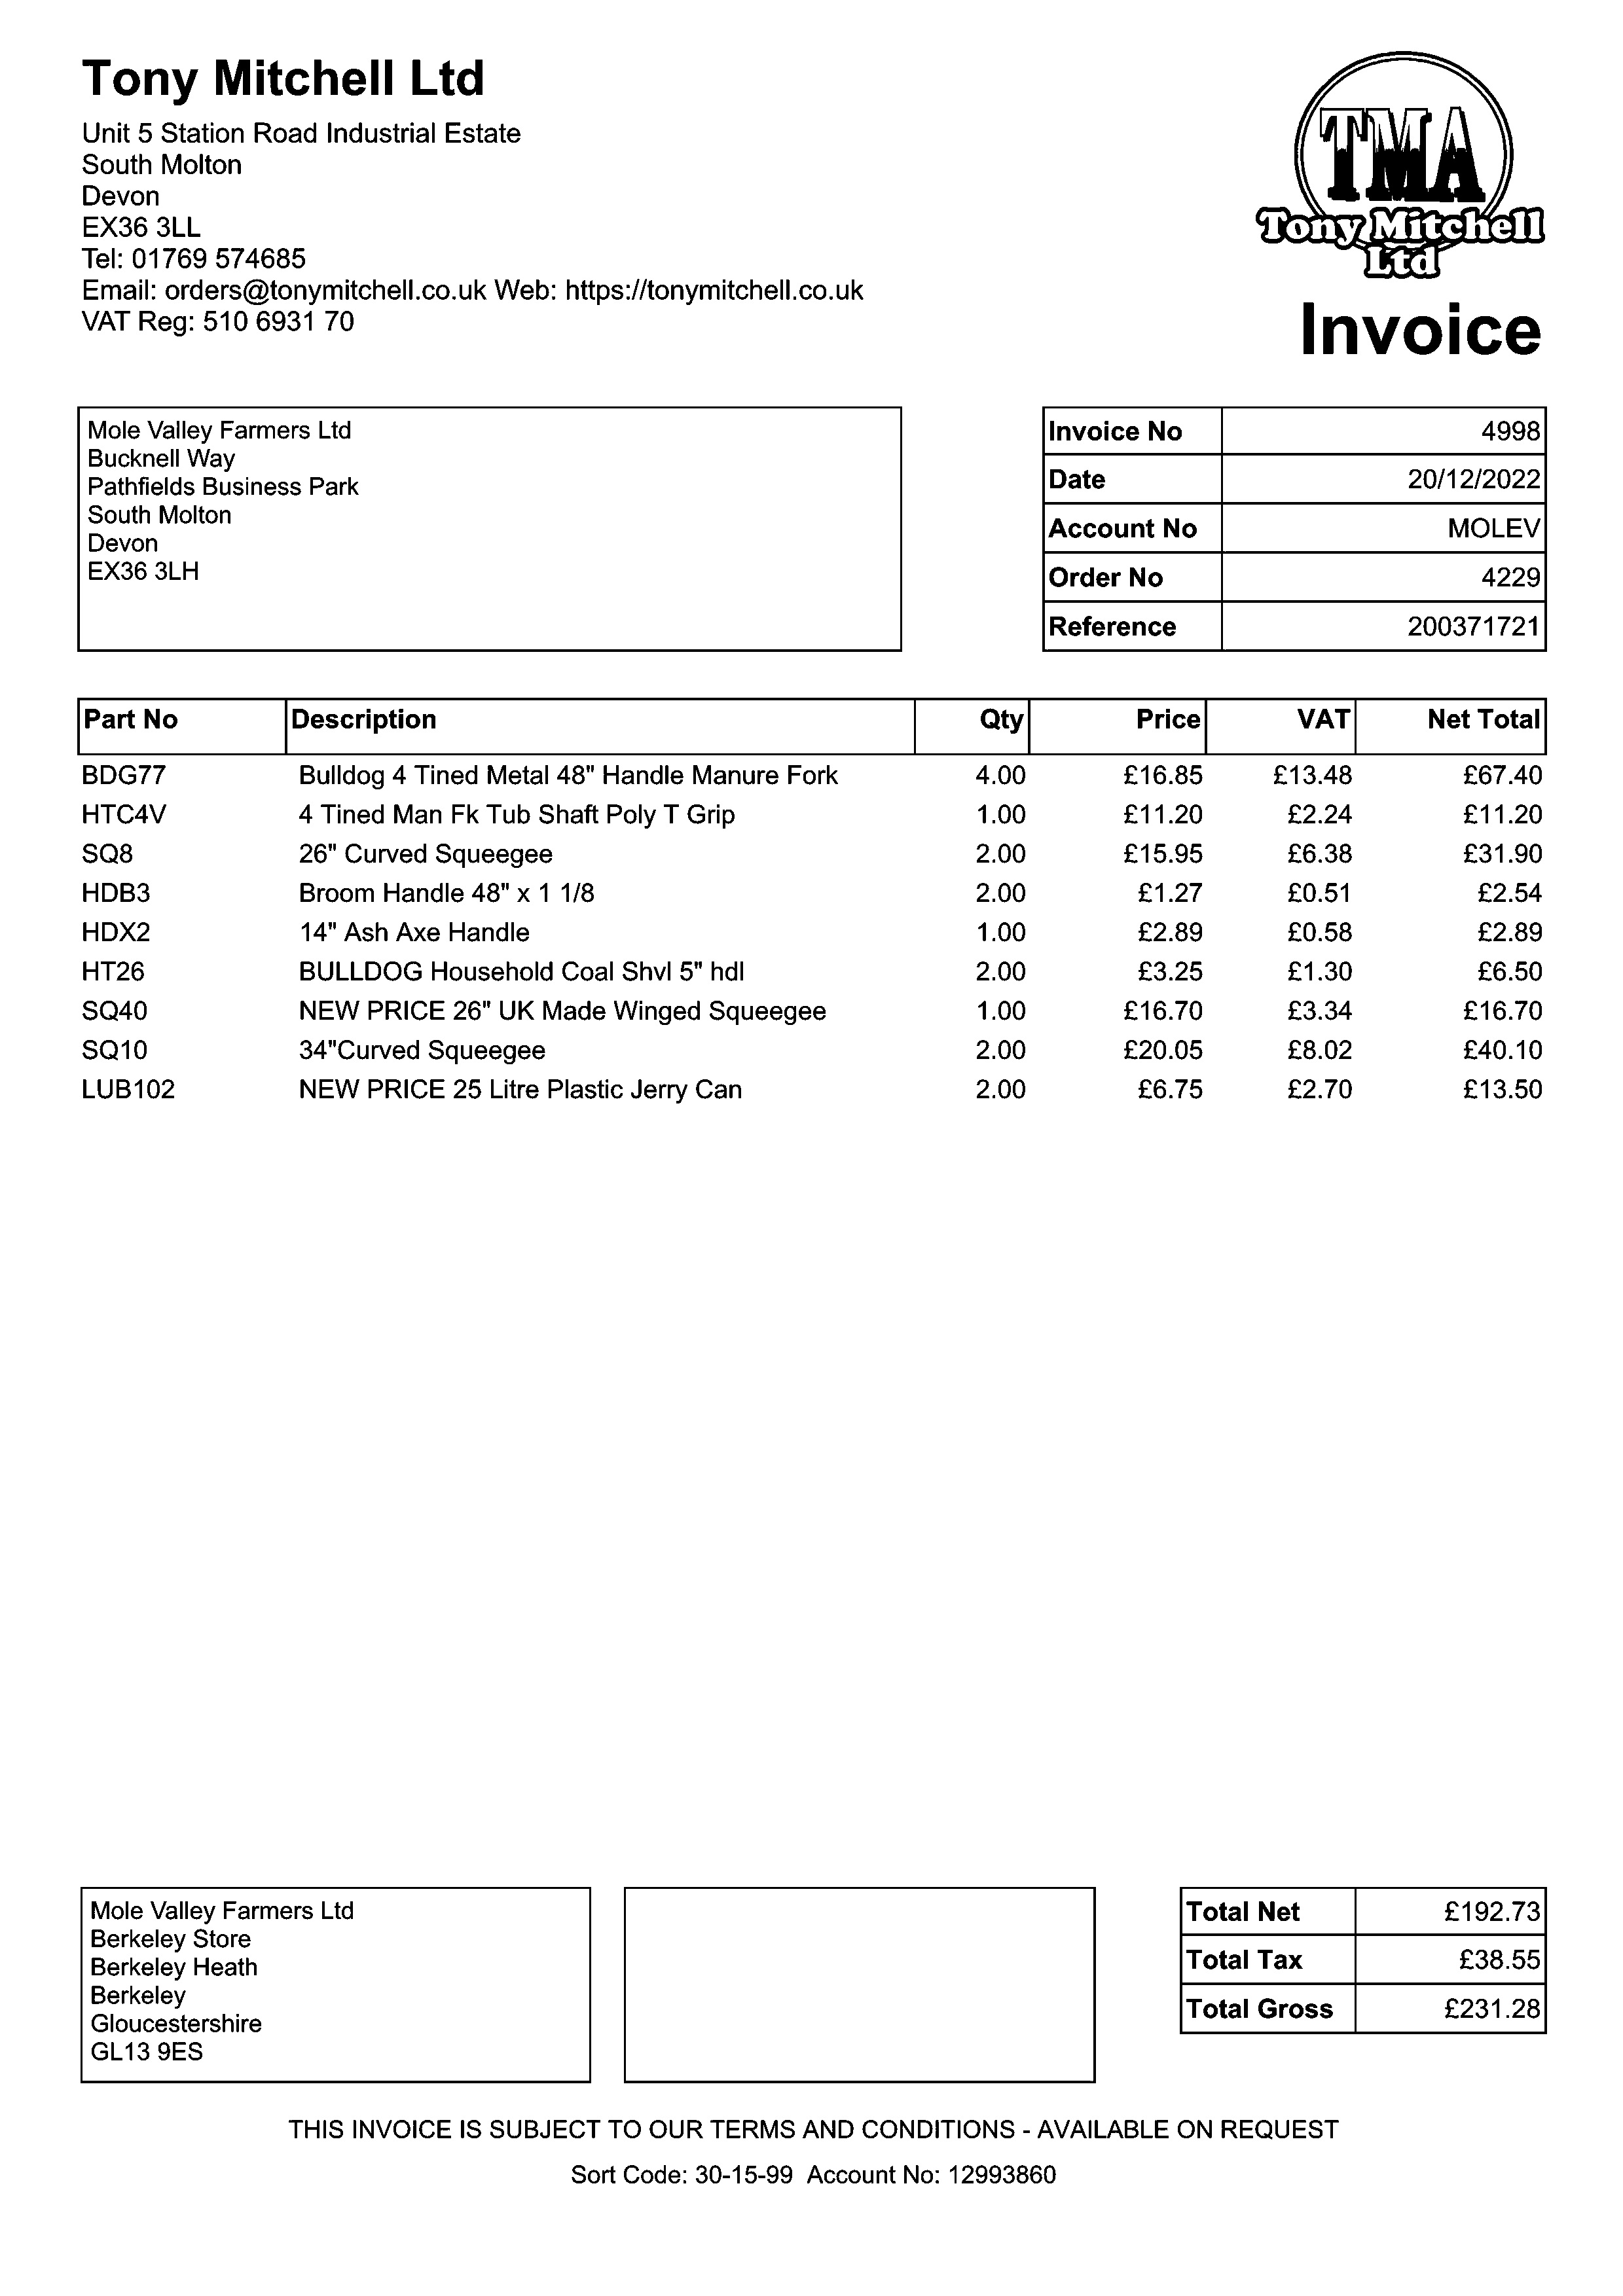 Tony Mitchell Ltd
Unit 5 Station Road Industrial Estate
South Molton
Devon
EX36 3LL
Tel: 01769 574685
Email: orders@tonymitchell.co.uk Web: https://tonymitchell.co.uk
VAT Reg: 510 6931 70
TMA
Tony Mitchell
Ltd
Invoice
Mole Valley Farmers Ltd
Bucknell Way
Pathfields Business Park
South Molton
Devon
EX36 3LH
Invoice No 4998
Date 20/12/2022
Account No MOLEV
Order No 4229
Reference 200371721
Part No Description Qty Price VAT Net Total
BDG77 Bulldog 4 Tined Metal 48" Handle Manure Fork 4.00 £16.85 £13.48 £67.40
HTC4V 4 Tined Man Fk Tub Shaft Poly T Grip 1.00 £11.20 £2.24 £11.20
SQ8 26" Curved Squeegee 2.00 £15.95 £6.38 £31.90
HDB3 Broom Handle 48" x 1 1/8 2.00 £1.27 £0.51 £2.54
HDX2 14" Ash Axe Handle 1.00 £2.89 £0.58 £2.89
HT26 BULLDOG Household Coal Shvl 5" hdl 2.00 £3.25 £1.30 £6.50
SQ40 NEW PRICE 26" UK Made Winged Squeegee 1.00 £16.70 £3.34 £16.70
SQ10 34"Curved Squeegee 2.00 £20.05 £8.02 £40.10
LUB102 NEW PRICE 25 Litre Plastic Jerry Can 2.00 £6.75 £2.70 £13.50
Mole Valley Farmers Ltd
Berkeley Store
Berkeley Heath
Berkeley
Gloucestershire
GL13 9ES
Total Net £192.73
Total Tax £38.55
Total Gross £231.28
THIS INVOICE IS SUBJECT TO OUR TERMS AND CONDITIONS - AVAILABLE ON REQUEST
Sort Code: 30-15-99 Account No: 12993860